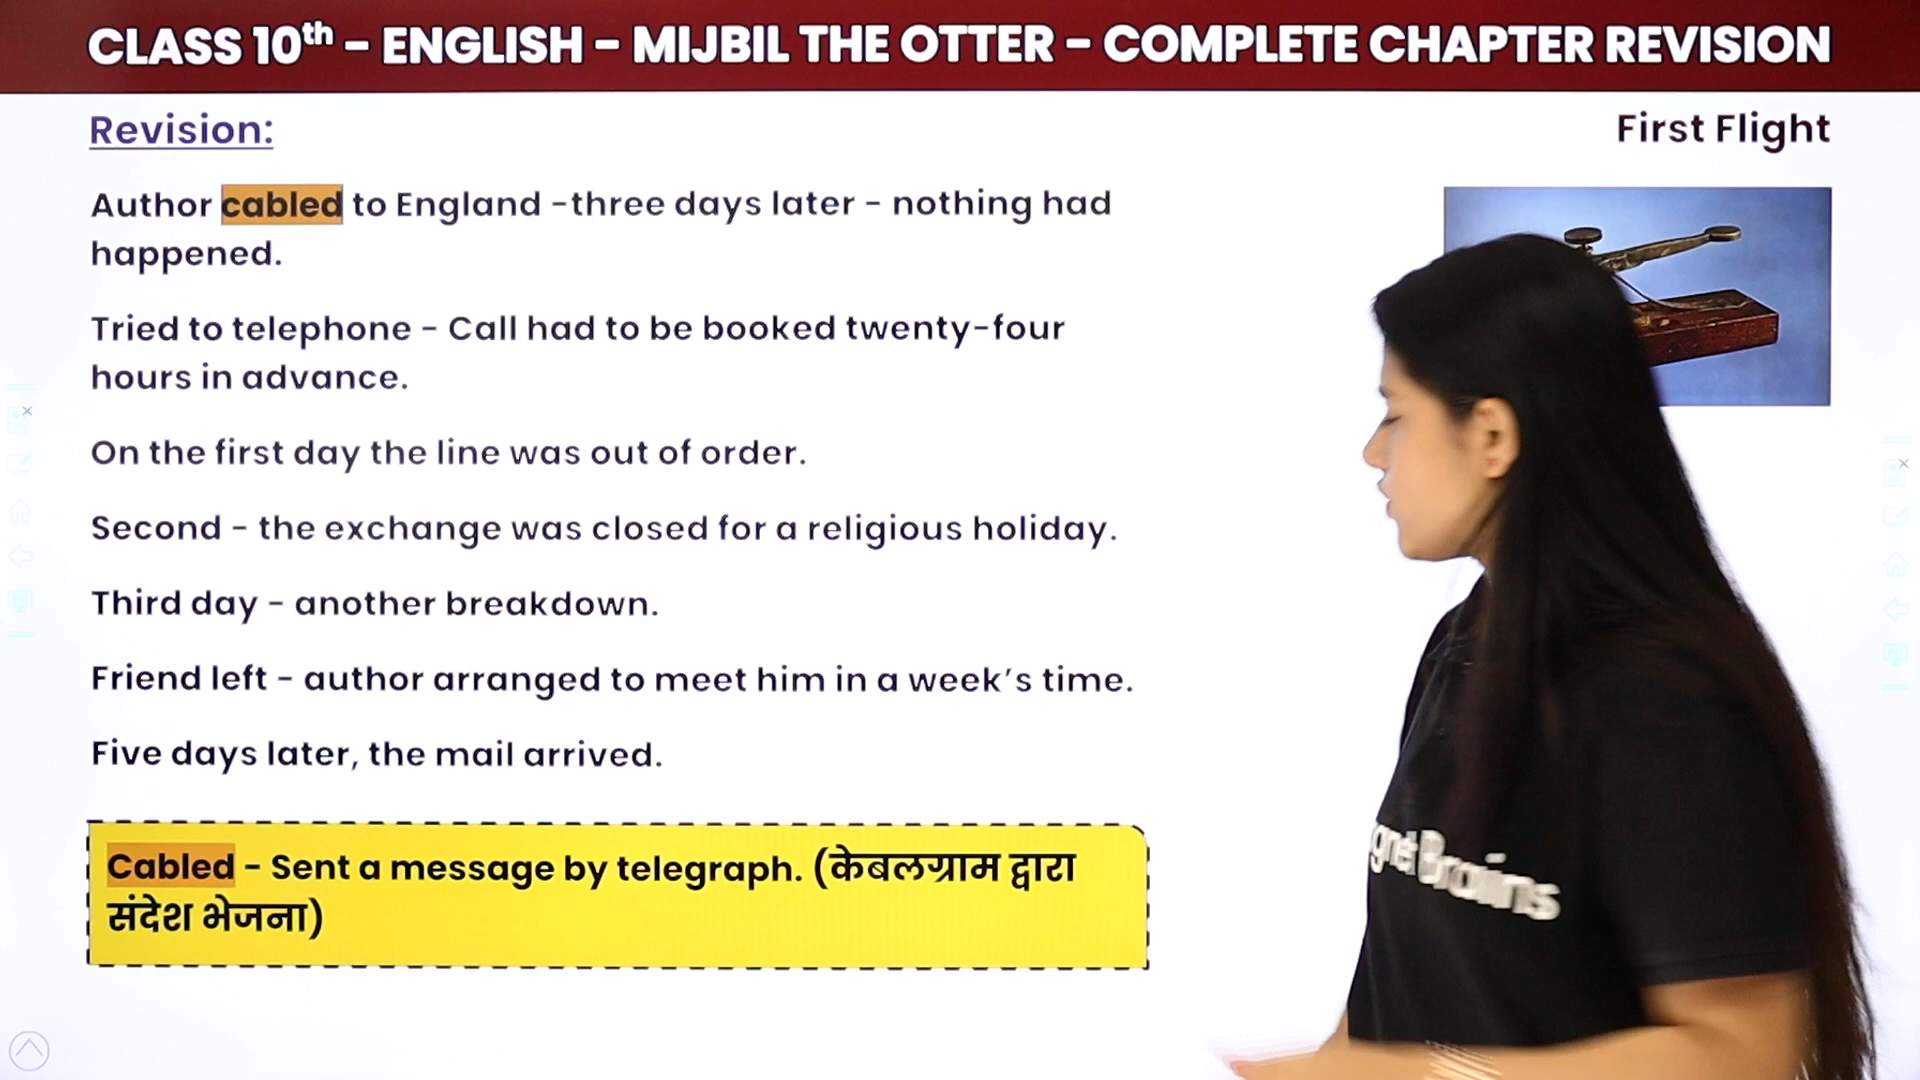 CLASS 10th – ENGLISH – MIJBIL THE OTTER – COMPLETE CHAPTER REVISION
Revision:
First Flight
Author cabled to England –three days later – nothing had
happened.
Tried to telephone – Call had to be booked twenty-four
hours in advance.
On the first day the line was out of order.
Second – the exchange was closed for a religious holiday.
Third day – another breakdown.
Friend left – author arranged to meet him in a week’s time.
Five days later, the mail arrived.
Cabled – Sent a message by telegraph. (केबलग्राम द्वारा
संदेश भेजना)
Brains